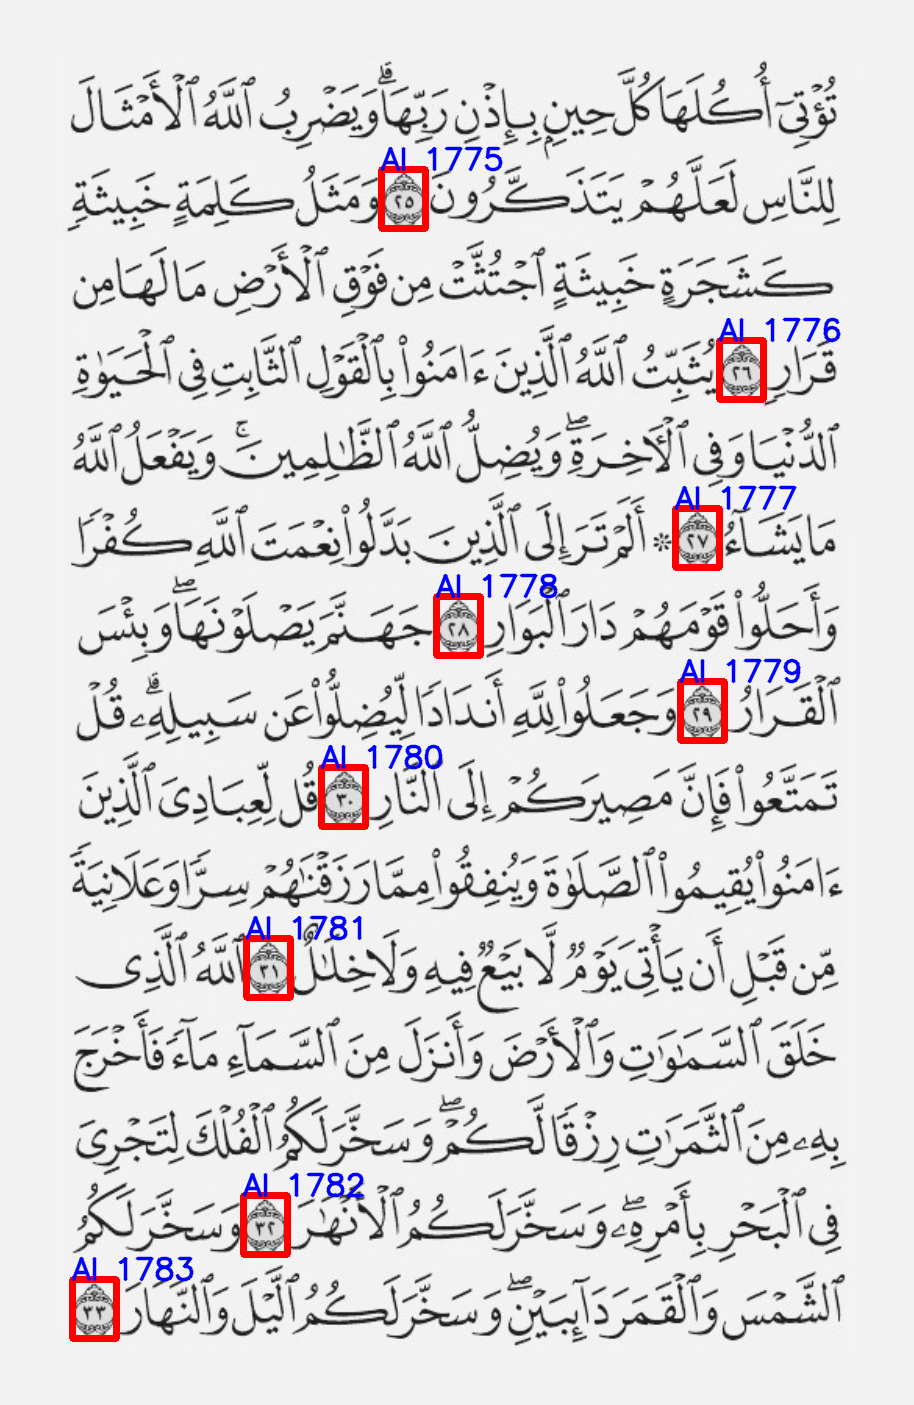 تُؤْتِىٓ أُكُلَهَا كُلَّ حِينٍۭ بِإِذْنِ رَبِّهَاۗ وَيَضْرِبُ ٱللَّهُ ٱلْأَمْثَالَ
AI 1775
لِلنَّاسِ لَعَلَّهُمْ يَتَذَكَّرُونَ ٢٥ وَمَثَلُ كَلِمَةٍ خَبِيثَةٍ
كَشَجَرَةٍ خَبِيثَةٍ ٱجْتُثَّتْ مِن فَوْقِ ٱلْأَرْضِ مَا لَهَا مِن
AI 1776
قَرَارٍ ٢٦ يُثَبِّتُ ٱللَّهُ ٱلَّذِينَ ءَامَنُوا۟ بِٱلْقَوْلِ ٱلثَّابِتِ فِى ٱلْحَيَوٰةِ
ٱلدُّنْيَا وَفِى ٱلْأَخِرَةِۖ وَيُضِلُّ ٱللَّهُ ٱلظَّٰلِمِينَۚ وَيَفْعَلُ ٱللَّهُ
AI 1777
مَا يَشَآءُ ٢٧ ۞ أَلَمْ تَرَ إِلَى ٱلَّذِينَ بَدَّلُوا۟ نِعْمَتَ ٱللَّهِ كُفْرًا
AI 1778
وَأَحَلُّوا۟ قَوْمَهُمْ دَارَ ٱلْبَوَارِ ٢٨ جَهَنَّمَ يَصْلَوْنَهَاۖ وَبِئْسَ
AI 1779
ٱلْقَرَارُ ٢٩ وَجَعَلُوا۟ لِلَّهِ أَندَادًا لِّيُضِلُّوا۟ عَن سَبِيلِهِۦۗ قُلْ
AI 1780
تَمَتَّعُوا۟ فَإِنَّ مَصِيرَكُمْ إِلَى ٱلنَّارِ ٣٠ قُل لِّعِبَادِىَ ٱلَّذِينَ
ءَامَنُوا۟ يُقِيمُوا۟ ٱلصَّلَوٰةَ وَيُنفِقُوا۟ مِمَّا رَزَقْنَٰهُمْ سِرًّا وَعَلَانِيَةً
AI 1781
مِّن قَبْلِ أَن يَأْتِىَ يَوْمٌ لَّا بَيْعٌ فِيهِ وَلَا خِلَٰلٌ ٣١ ٱللَّهُ ٱلَّذِى
خَلَقَ ٱلسَّمَٰوَٰتِ وَٱلْأَرْضَ وَأَنزَلَ مِنَ ٱلسَّمَآءِ مَآءً فَأَخْرَجَ
بِهِۦ مِنَ ٱلثَّمَرَٰتِ رِزْقًا لَّكُمْۖ وَسَخَّرَ لَكُمُ ٱلْفُلْكَ لِتَجْرِىَ
AI 1782
فِى ٱلْبَحْرِ بِأَمْرِهِۦۖ وَسَخَّرَ لَكُمُ ٱلْأَنْهَٰرَ ٣٢ وَسَخَّرَ لَكُمُ
AI 1783
ٱلشَّمْسَ وَٱلْقَمَرَ دَآئِبَيْنِۖ وَسَخَّرَ لَكُمُ ٱلَّيْلَ وَٱلنَّهَارَ ٣٣